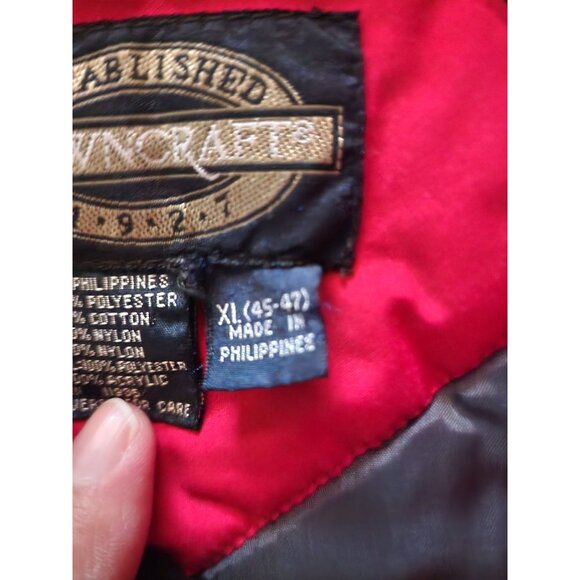 ABLISHED
WNCRAFT®
1·9·2·7
PHILIPPINES
% POLYESTER
% COTTON
0% NYLON
0% NYLON
-100% POLYESTER
ACRYLIC
CARE
XL (45-47)
MADE IN
PHILIPPINES